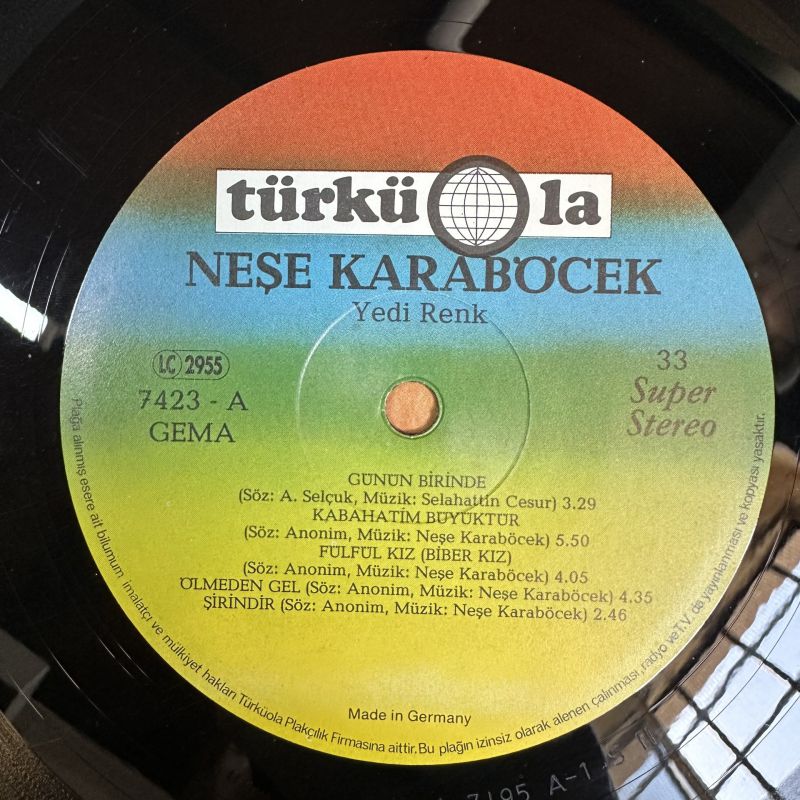 türkü ola
NEŞE KARABÖCEK
Yedi Renk
LC 2955
7423 - A
GEMA
33
Super
Stereo
GÜNÜN BİRİNDE
(Söz: A. Selçuk, Müzik: Selahattin Cesur) 3.29
KABAHATİM BÜYÜKTÜR
(Söz: Anonim, Müzik: Neşe Karaböcek) 5.50
FÜLFÜL KIZ (BİBER KIZ)
(Söz: Anonim, Müzik: Neşe Karaböcek) 4.05
ÖLMEDEN GEL (Söz: Anonim, Müzik: Neşe Karaböcek) 4.35
ŞİRİNDİR (Söz: Anonim, Müzik: Neşe Karaböcek) 2.46
Made in Germany
Plağa alınmış esere ait bilumum imalatçı ve mülkiyet hakları Türküola Plakçılık Firmasına aittir. Bu plağın izinsiz olarak alenen çalınması, radyo ve T.V. da yayınlanması ve kopyası yasaktır.
7195 A-1